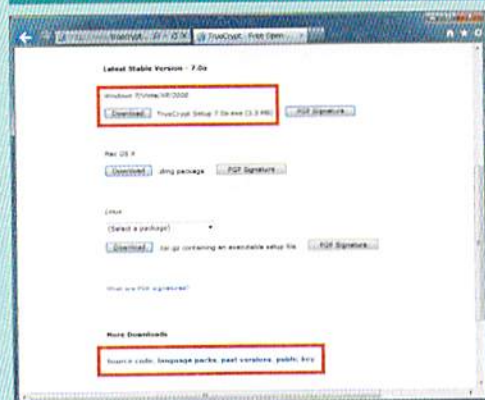 TrueCrypt - Free Open ...
Latest Stable Version - 7.0a
Windows 7/Vista/XP/2000
Download TrueCrypt Setup 7.0a.exe (3.3 MB) PGP Signature
Mac OS X
Download .dmg package PGP Signature
Linux
(Select a package)
Download .tar.gz containing an executable setup file PGP Signature
What are PGP signatures?
More Downloads
Source code, language packs, past versions, public key